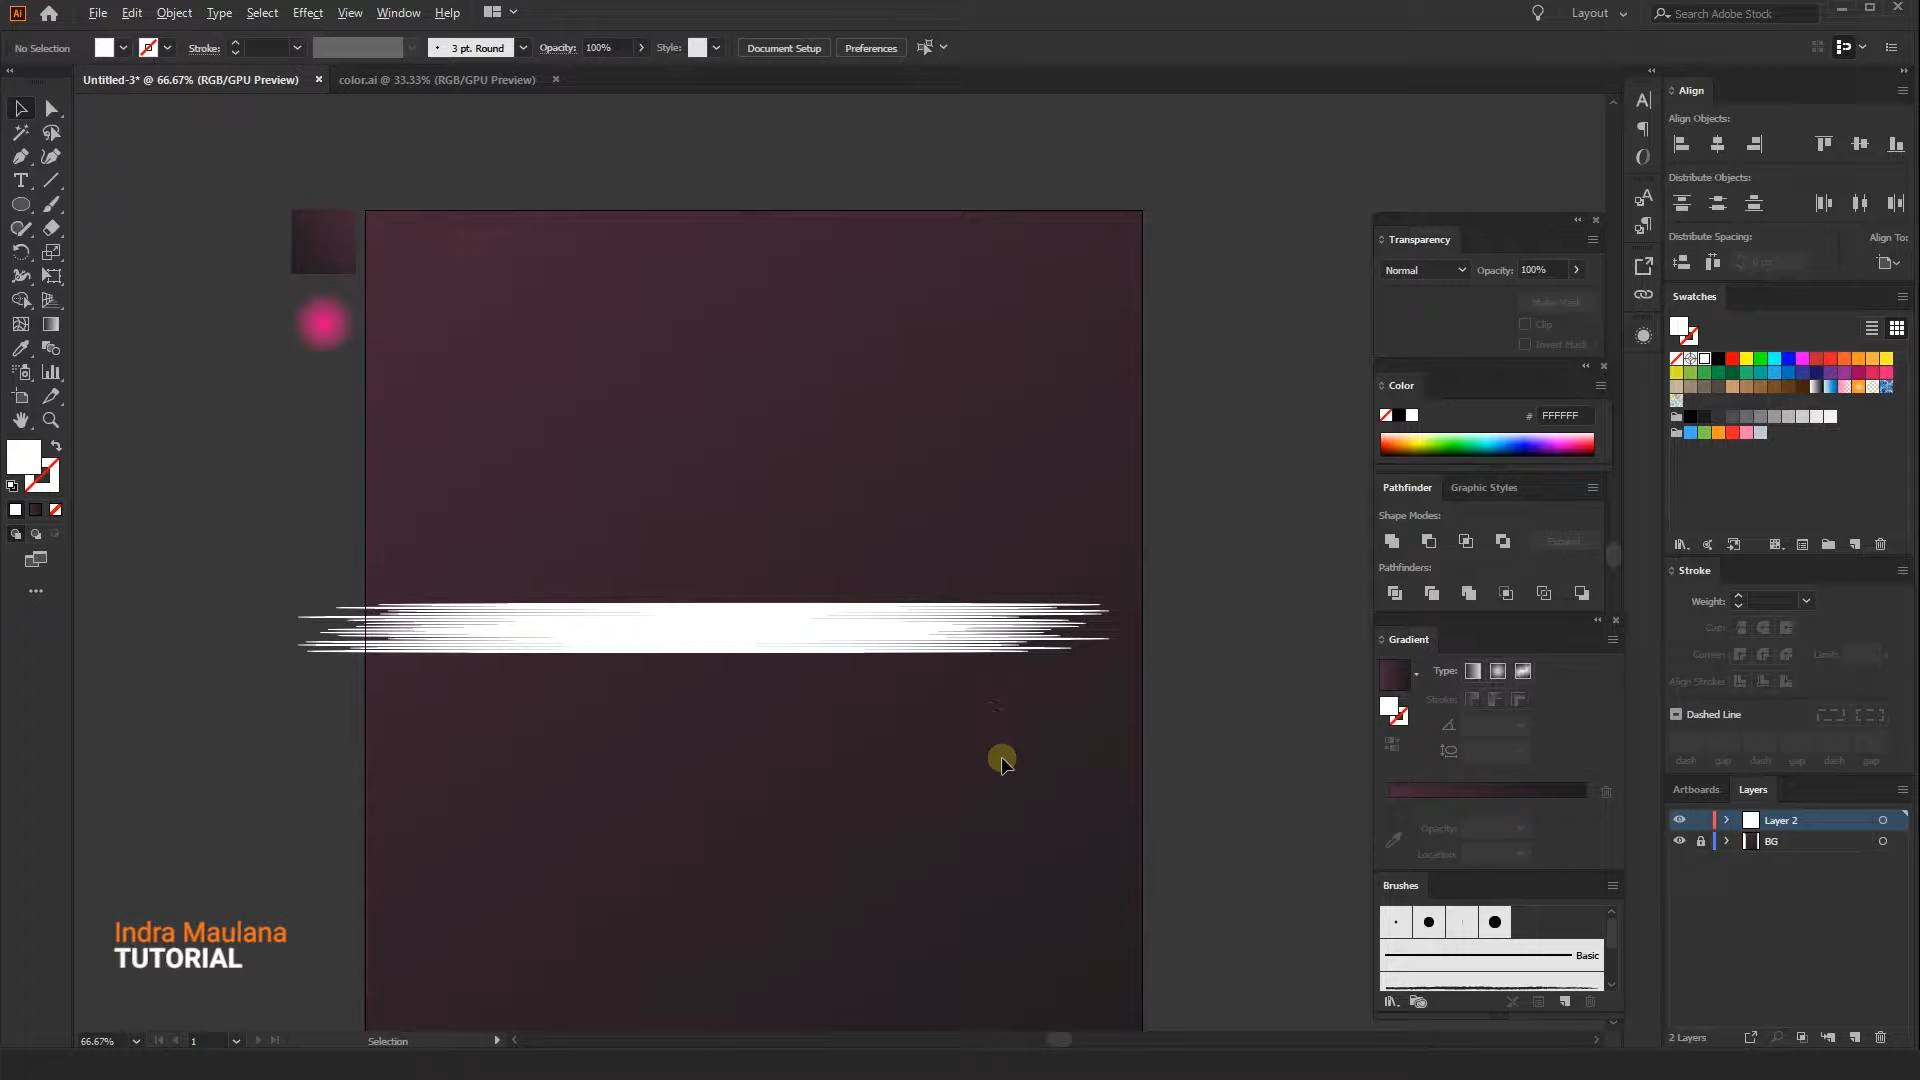 File Edit Object Type Select Effect View Window Help
Layout
Search Adobe Stock
No Selection
Stroke:
3 pt. Round
Opacity: 100%
Style:
Document Setup
Preferences
Untitled-3* @ 66.67% (RGB/GPU Preview)
color.ai @ 33.33% (RGB/GPU Preview)
Transparency
Normal
Opacity: 100%
Make Mask
Clip
Invert Mask
Color
# FFFFFF
Pathfinder
Graphic Styles
Shape Modes:
Expand
Pathfinders:
Gradient
Type:
Stroke:
Opacity:
Location:
Brushes
Basic
Align
Align Objects:
Distribute Objects:
Distribute Spacing:
Align To:
0 px
Swatches
Stroke
Weight:
Cap:
Corner:
Limit:
Align Stroke:
Dashed Line
dash gap dash gap dash gap
Artboards
Layers
Layer 2
BG
2 Layers
Indra Maulana
TUTORIAL
66.67%
1
Selection